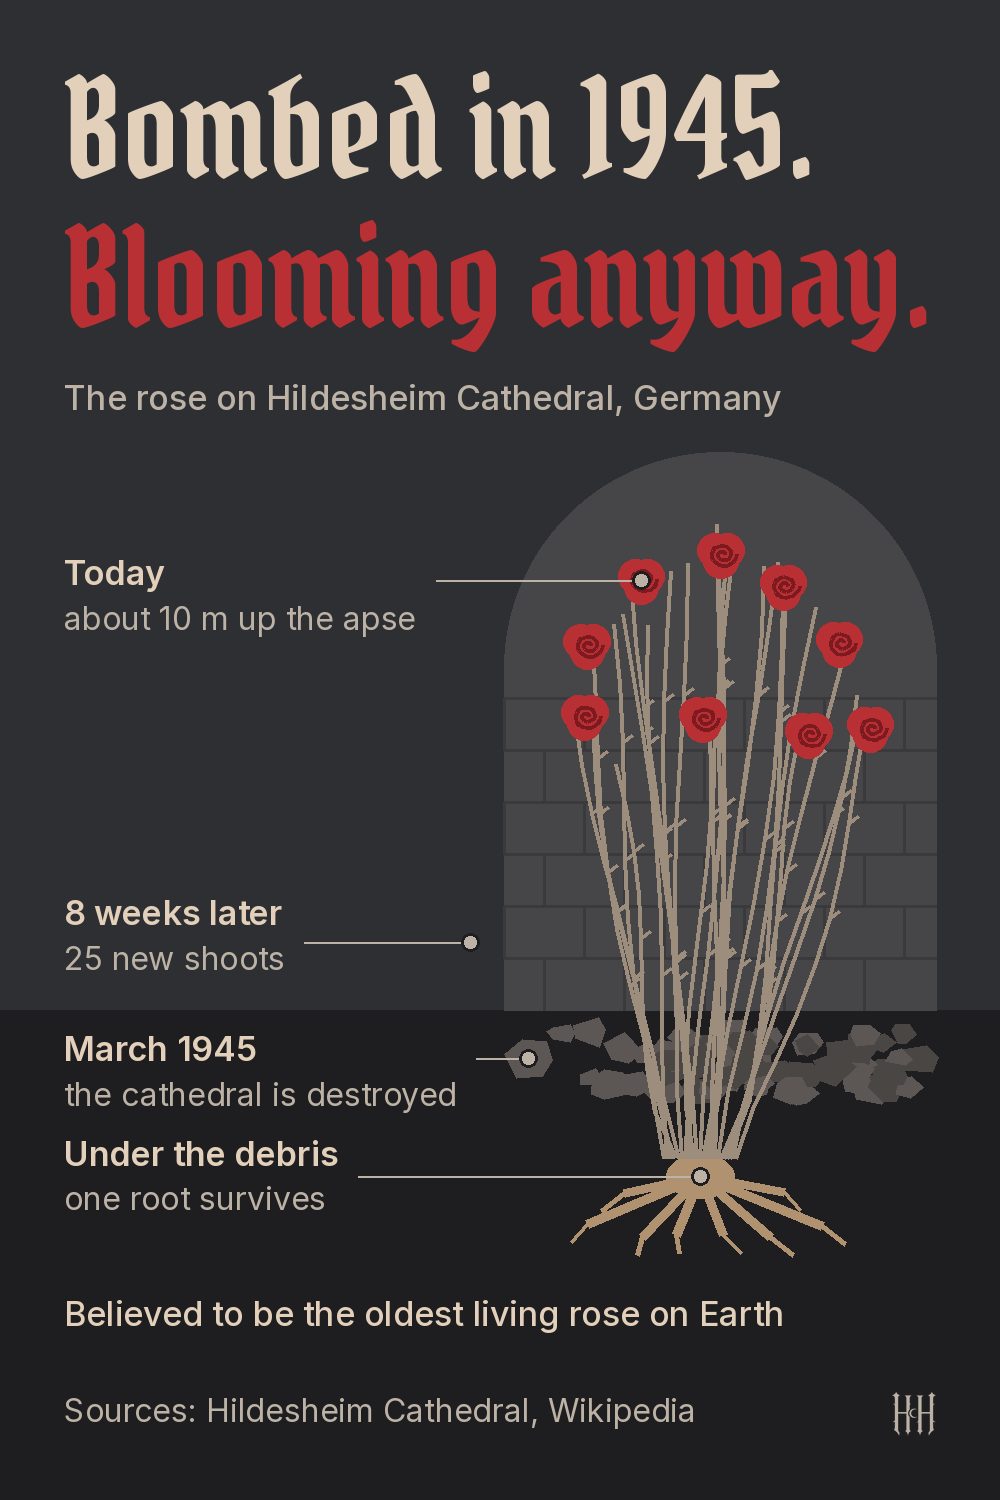 Bombed in 1945.
Blooming anyway.
The rose on Hildesheim Cathedral, Germany
Today
about 10 m up the apse
8 weeks later
25 new shoots
March 1945
the cathedral is destroyed
Under the debris
one root survives
Believed to be the oldest living rose on Earth
Sources: Hildesheim Cathedral, Wikipedia